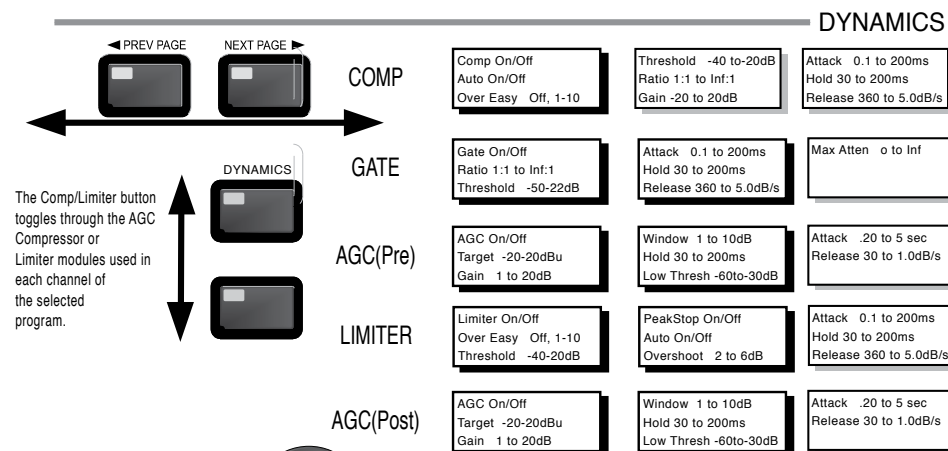 DYNAMICS
◄PREV PAGE
NEXT PAGE ►
COMP
Comp On/Off
Auto On/Off
Over Easy Off, 1-10
Threshold -40 to-20dB
Ratio 1:1 to Inf:1
Gain -20 to 20dB
Attack 0.1 to 200ms
Hold 30 to 200ms
Release 360 to 5.0dB/s
DYNAMICS
GATE
Gate On/Off
Ratio 1:1 to Inf:1
Threshold -50-22dB
Attack 0.1 to 200ms
Hold 30 to 200ms
Release 360 to 5.0dB/s
Max Atten o to Inf
The Comp/Limiter button
toggles through the AGC
Compressor or
Limiter modules used in
each channel of
the selected
program.
AGC(Pre)
AGC On/Off
Target -20-20dBu
Gain 1 to 20dB
Window 1 to 10dB
Hold 30 to 200ms
Low Thresh -60to-30dB
Attack .20 to 5 sec
Release 30 to 1.0dB/s
LIMITER
Limiter On/Off
Over Easy Off, 1-10
Threshold -40-20dB
PeakStop On/Off
Auto On/Off
Overshoot 2 to 6dB
Attack 0.1 to 200ms
Hold 30 to 200ms
Release 360 to 5.0dB/s
AGC(Post)
AGC On/Off
Target -20-20dBu
Gain 1 to 20dB
Window 1 to 10dB
Hold 30 to 200ms
Low Thresh -60to-30dB
Attack .20 to 5 sec
Release 30 to 1.0dB/s